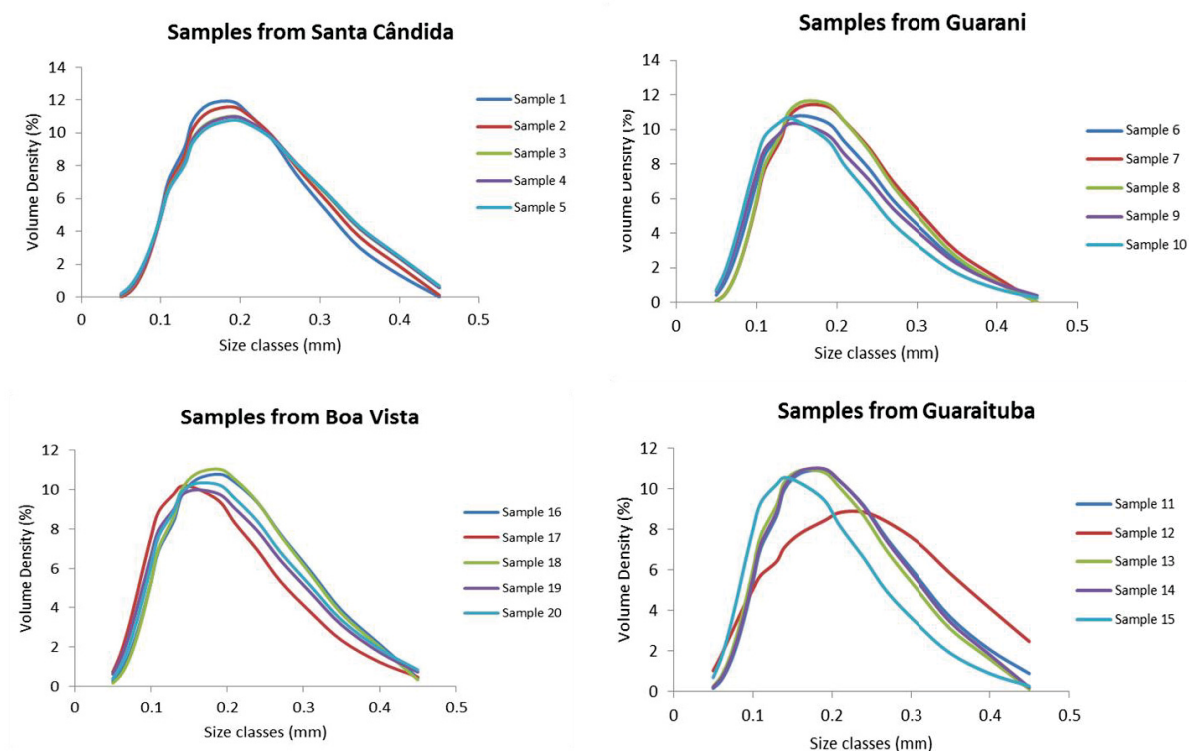 Samples from Santa Cândida
14
12
10
8
6
4
2
0
Volume Density (%)
0 0.1 0.2 0.3 0.4 0.5
Size classes (mm)
Sample 1
Sample 2
Sample 3
Sample 4
Sample 5
Samples from Guarani
14
12
10
8
6
4
2
0
Volume Density (%)
0 0.1 0.2 0.3 0.4 0.5
Size classes (mm)
Sample 6
Sample 7
Sample 8
Sample 9
Sample 10
Samples from Boa Vista
12
10
8
6
4
2
0
Volume Density (%)
0 0.1 0.2 0.3 0.4 0.5
Size classes (mm)
Sample 16
Sample 17
Sample 18
Sample 19
Sample 20
Samples from Guaraituba
12
10
8
6
4
2
0
Volume Density (%)
0 0.1 0.2 0.3 0.4 0.5
Size classes (mm)
Sample 11
Sample 12
Sample 13
Sample 14
Sample 15